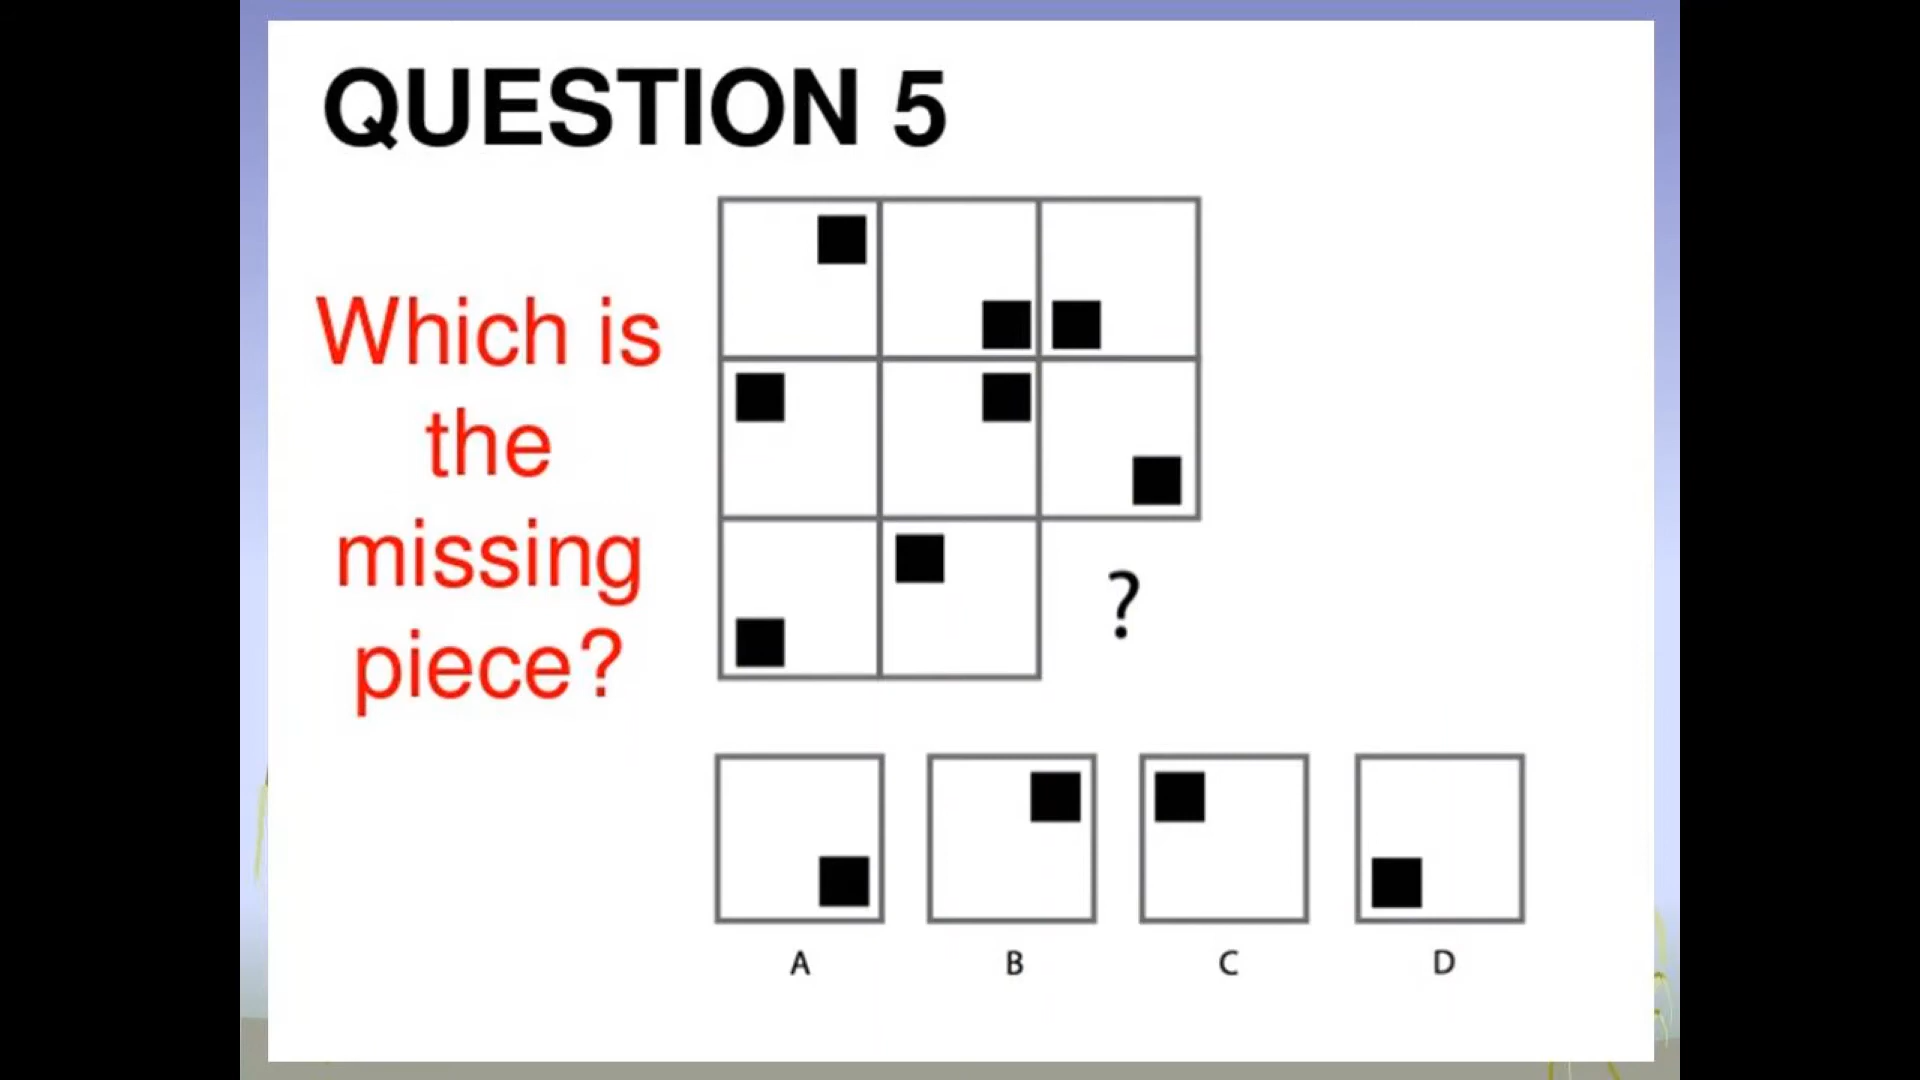 QUESTION 5
Which is
the
missing
piece?
?
A B C D